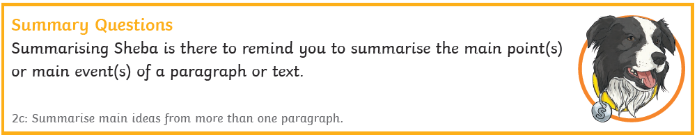 Summary Questions
Summarising Sheba is there to remind you to summarise the main point(s)
or main event(s) of a paragraph or text.
2c: Summarise main ideas from more than one paragraph.
S